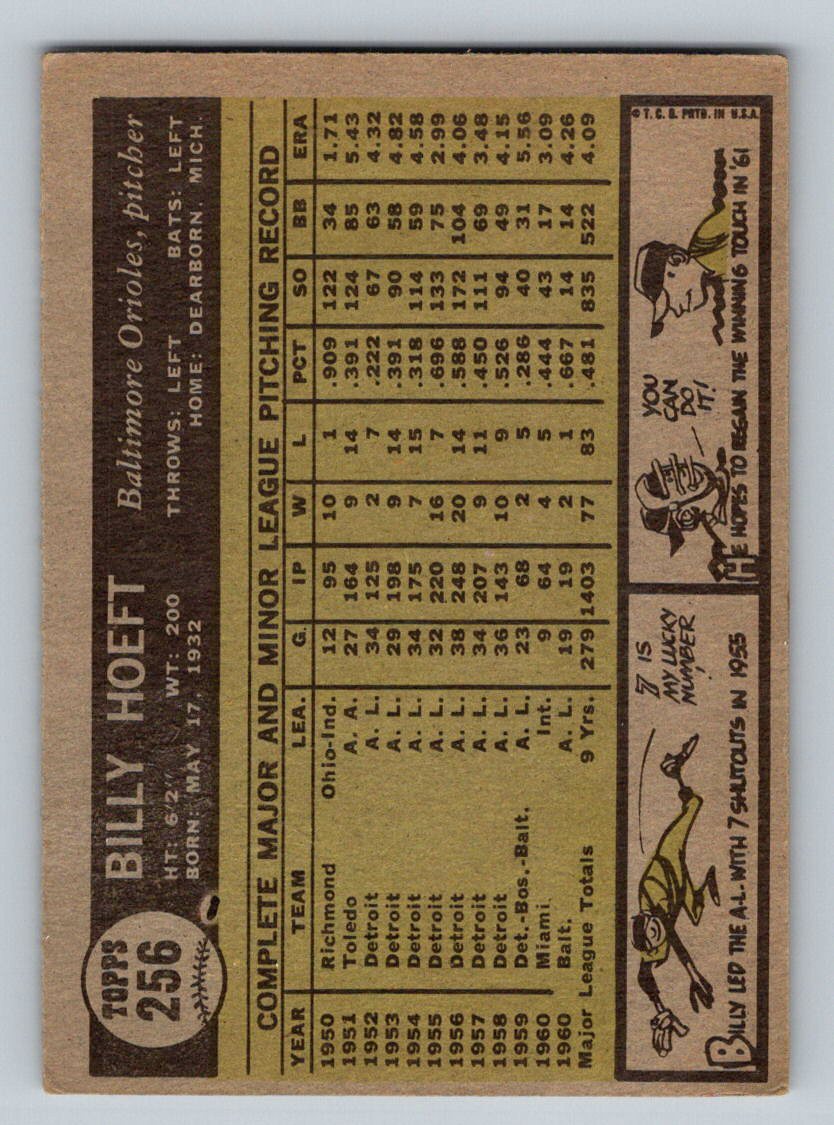 TOPPS
256
BILLY HOEFT Baltimore Orioles, pitcher
HT: 6'2" WT: 200 THROWS: LEFT BATS: LEFT
BORN: MAY 17, 1932 HOME: DEARBORN, MICH.
COMPLETE MAJOR AND MINOR LEAGUE PITCHING RECORD
YEAR TEAM LEA. G. IP W L PCT SO BB ERA
1950 Richmond Ohio-Ind. 12 95 10 1 .909 122 34 1.71
1951 Toledo A. A. 27 164 9 14 .391 124 85 5.43
1952 Detroit A. L. 34 125 2 7 .222 67 63 4.32
1953 Detroit A. L. 29 198 9 14 .391 90 58 4.82
1954 Detroit A. L. 34 175 7 15 .318 114 59 4.58
1955 Detroit A. L. 32 220 16 7 .696 133 75 2.99
1956 Detroit A. L. 38 248 20 14 .588 172 104 4.06
1957 Detroit A. L. 34 207 9 11 .450 111 69 3.48
1958 Detroit A. L. 36 143 10 9 .526 94 49 4.15
1959 Det.-Bos.-Balt. A. L. 23 68 2 5 .286 40 31 5.56
1960 Miami Int. 9 64 4 5 .444 43 17 3.09
1960 Balt. A. L. 19 19 2 1 .667 14 14 4.26
Major League Totals 9 Yrs. 279 1403 77 83 .481 835 522 4.09
7 IS
MY LUCKY
NUMBER
BILLY LED THE A-L- WITH 7 SHUTOUTS IN 1955
© T. C. G. PRTD. IN U.S.A.
YOU
CAN
DO
IT!
HE HOPES TO REGAIN THE WINNING TOUCH IN '61